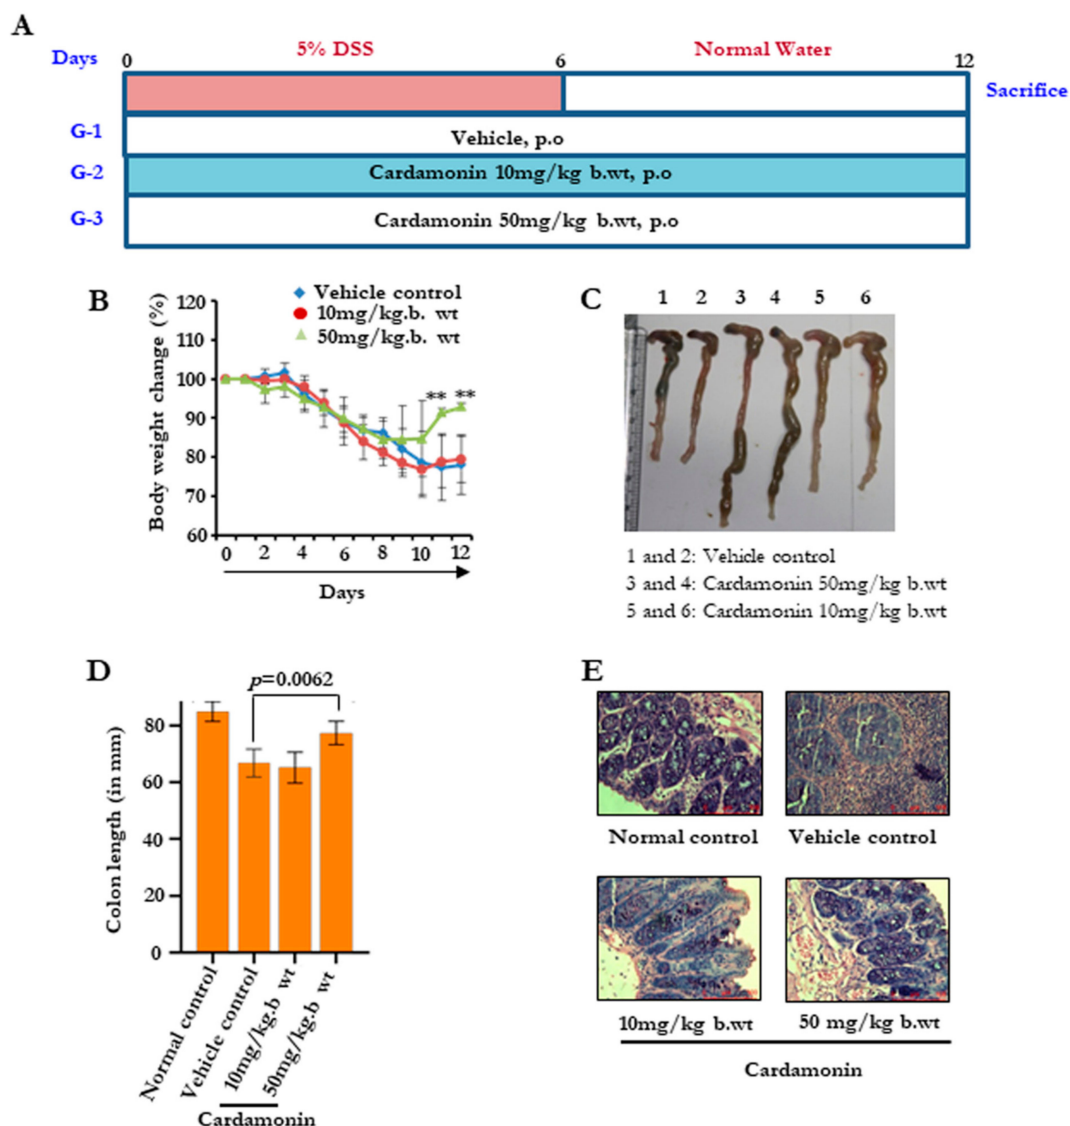 A
Days
0
5% DSS
6
Normal Water
12
Sacrifice
G-1
Vehicle, p.o
G-2
Cardamonin 10mg/kg b.wt, p.o
G-3
Cardamonin 50mg/kg b.wt, p.o
B
Body weight change (%)
120
110
100
90
80
70
60
Vehicle control
10mg/kg.b. wt
50mg/kg.b. wt
** **
0 2 4 6 8 10 12
Days
C
1 2 3 4 5 6
1 and 2: Vehicle control
3 and 4: Cardamonin 50mg/kg b.wt
5 and 6: Cardamonin 10mg/kg b.wt
D
p=0.0062
Colon length (in mm)
80
60
40
20
0
Normal control
Vehicle control
10mg/kg.b wt
50mg/kg.b wt
Cardamonin
E
Normal control
Vehicle control
10mg/kg b.wt
50 mg/kg b.wt
Cardamonin